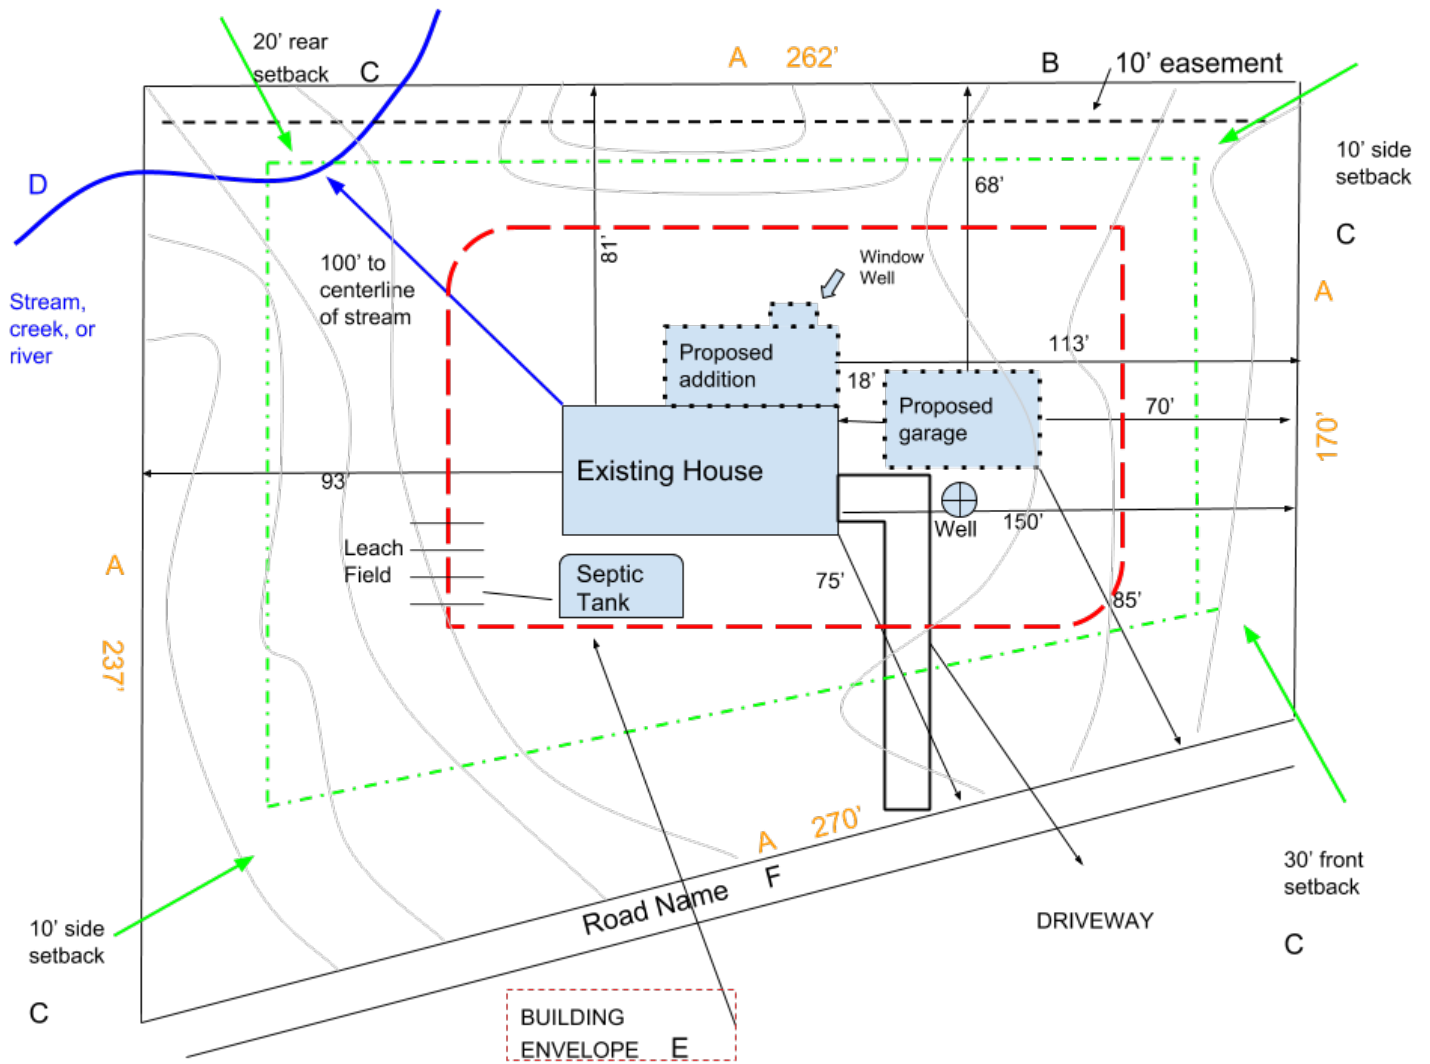 20’ rear
setback
C
A 262’
B
10’ easement
10’ side
setback
C
D
68’
81’
Window
Well
100’ to
centerline
of stream
Stream,
creek, or
river
A
113’
Proposed
addition
18’
Proposed
garage
70’
170’
Existing House
93’
Well
150’
Leach
Field
Septic
Tank
75’
85’
A
237’
A 270’
Road Name F
30’ front
setback
C
DRIVEWAY
10’ side
setback
C
BUILDING
ENVELOPE E